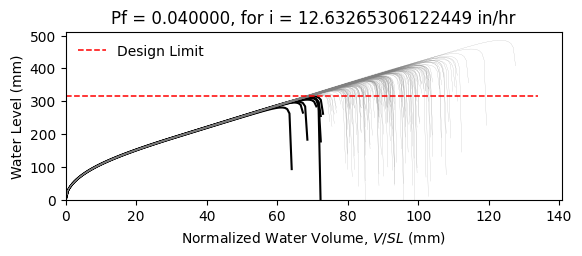 Pf = 0.040000, for i = 12.63265306122449 in/hr
500
400
300
200
100
0
Water Level (mm)
Design Limit
0 20 40 60 80 100 120 140
Normalized Water Volume, V/SL (mm)